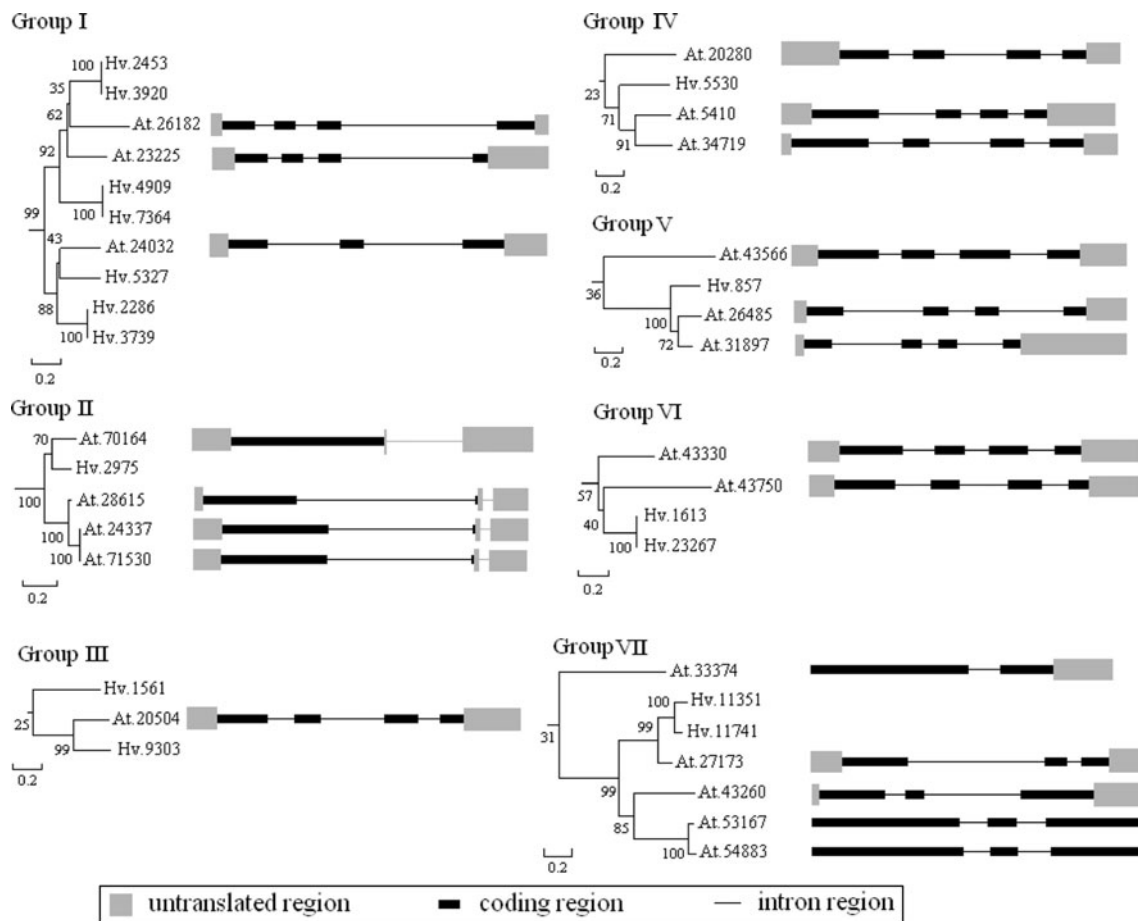 Group I
100
Hv.2453
35
Hv.3920
62
At.26182
92
At.23225
Hv.4909
99
100
Hv.7364
43
At.24032
Hv.5327
88
Hv.2286
100
Hv.3739
0.2
Group II
70
At.70164
Hv.2975
100
At.28615
100
At.24337
100
At.71530
0.2
Group III
Hv.1561
25
At.20504
99
Hv.9303
0.2
Group IV
At.20280
23
Hv.5530
71
At.5410
91
At.34719
0.2
Group V
At.43566
36
Hv.857
100
At.26485
72
At.31897
0.2
Group VI
At.43330
57
At.43750
40
Hv.1613
100
Hv.23267
0.2
Group VII
At.33374
31
100
Hv.11351
99
Hv.11741
At.27173
99
At.43260
85
At.53167
100
At.54883
0.2
untranslated region
coding region
intron region